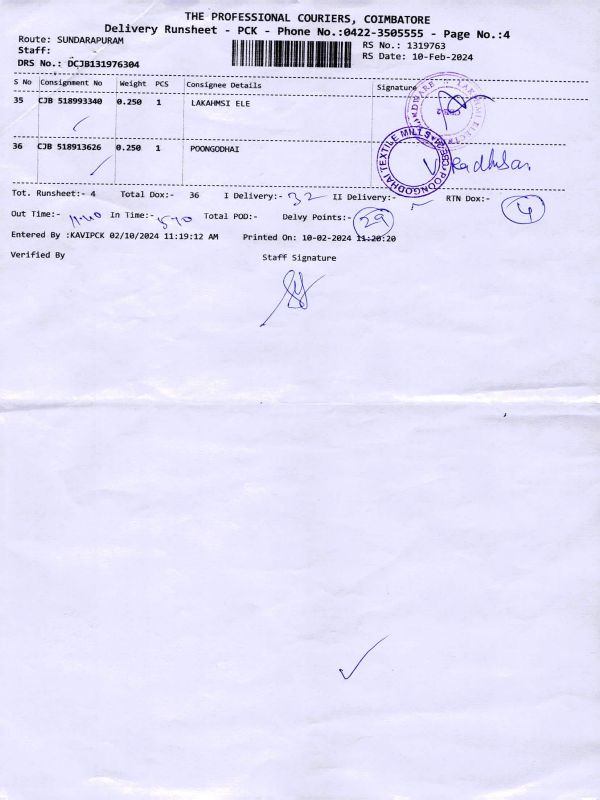 THE PROFESSIONAL COURIERS, COIMBATORE
Delivery Runsheet - PCK - Phone No.:0422-3505555 - Page No.:4
Route: SUNDARAPURAM
RS No.: 1319763
Staff:
RS Date: 10-Feb-2024
DRS No.: DCJB131976304
S No Consignment No Weight PCS Consignee Details Signature
35 CJB 518993340 0.250 1 LAKAHMSI ELE
36 CJB 518913626 0.250 1 POONGODHAI
POONGODHAI TEXTILE MILLS
Tot. Runsheet:- 4 Total Dox:- 36 I Delivery:- 32 II Delivery:- RTN Dox:- 4
Out Time:- 11-40 In Time:- 15-10 Total POD:- Delvy Points:- 29
Entered By :KAVIPCK 02/10/2024 11:19:12 AM Printed On: 10-02-2024 11:20:20
Verified By Staff Signature